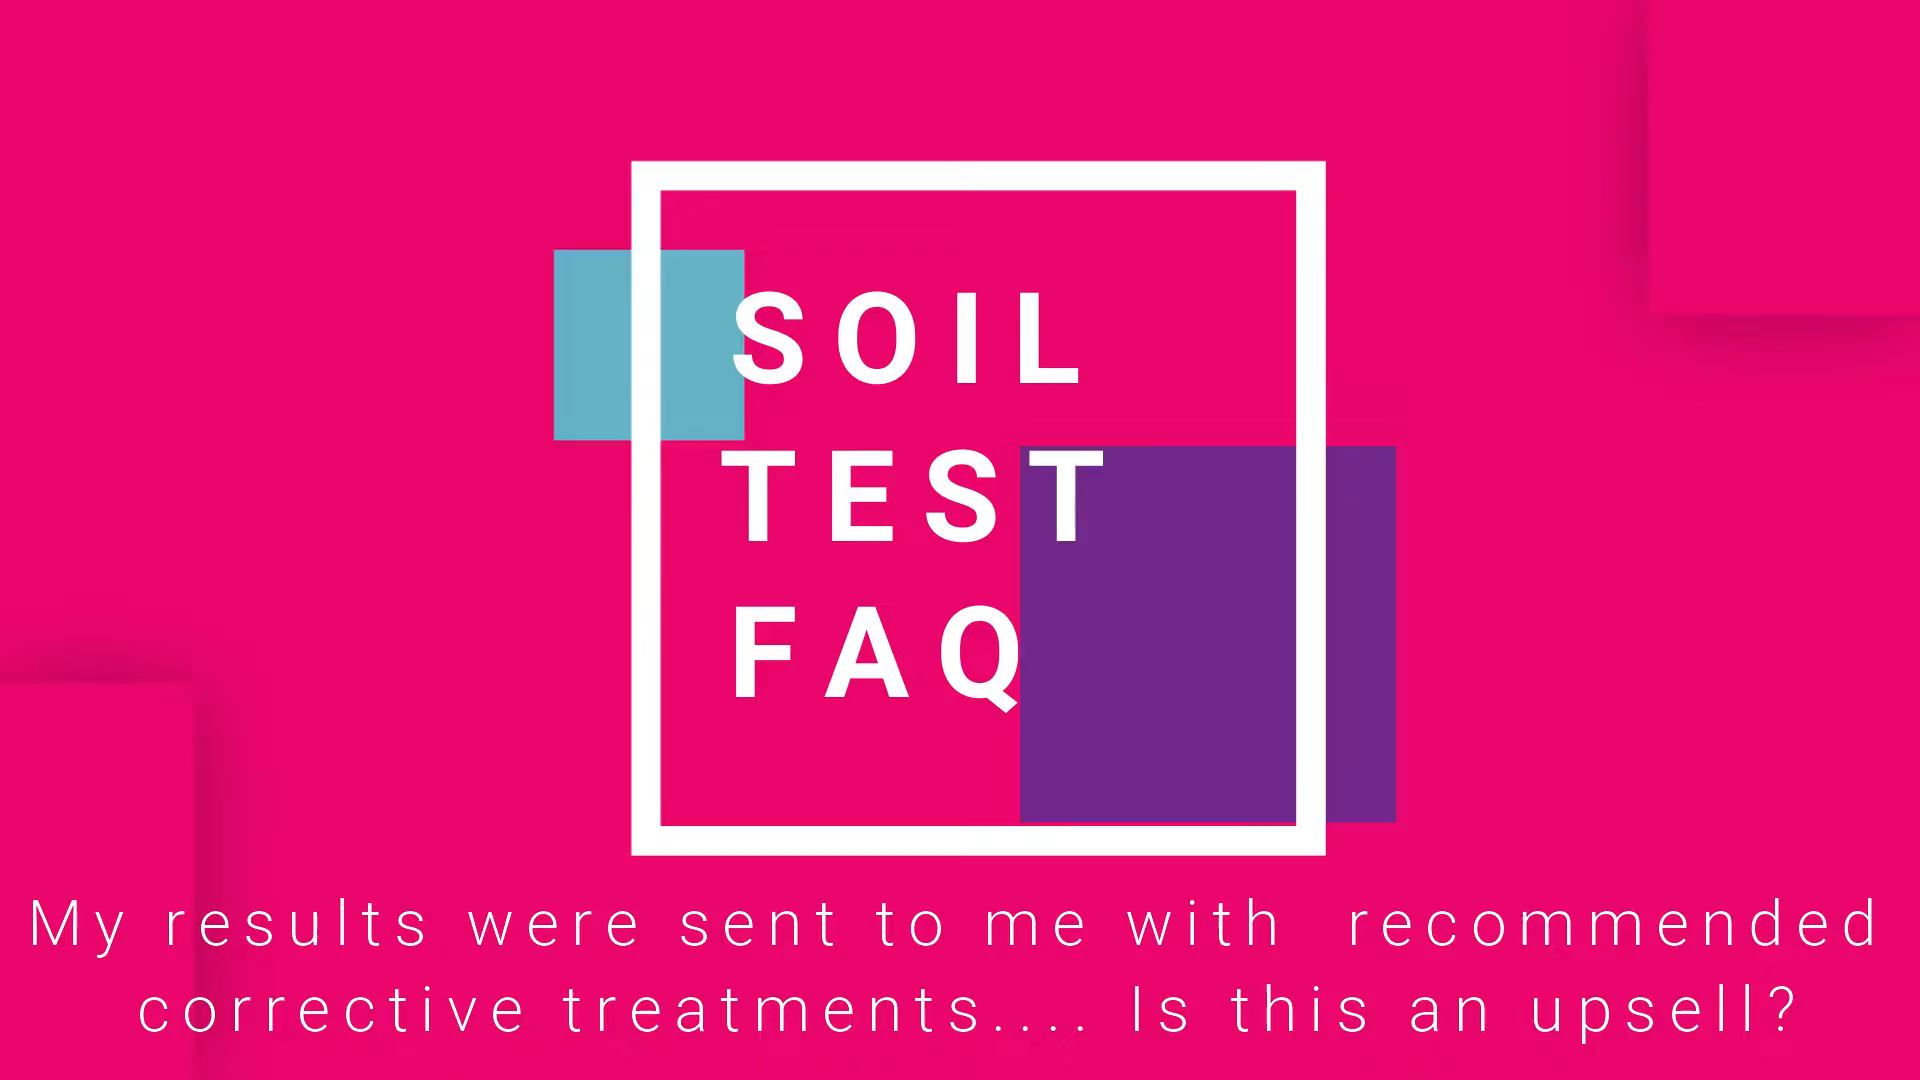 SOIL
TEST
FAQ
My results were sent to me with recommended
corrective treatments.... Is this an upsell?